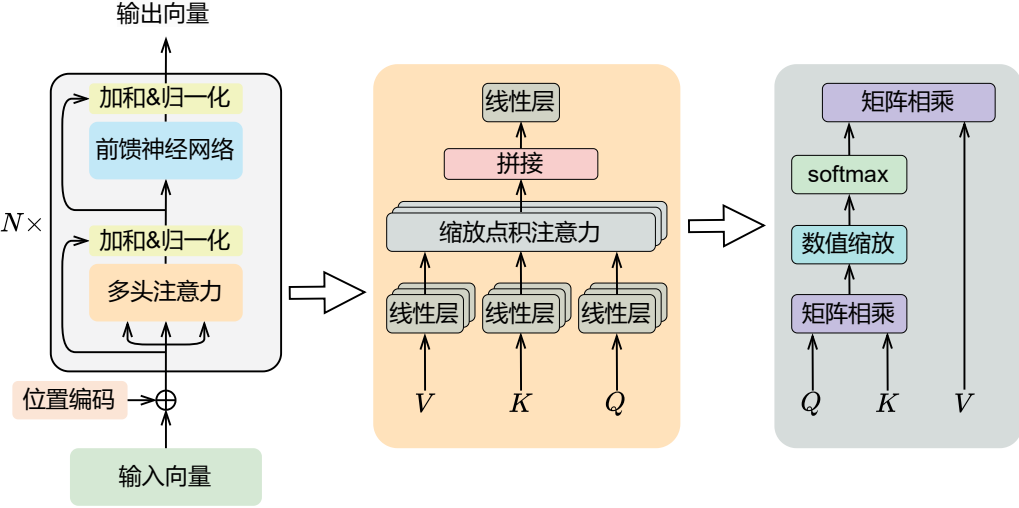 输出向量
加和&归一化
前馈神经网络
N×
加和&归一化
多头注意力
位置编码
输入向量
线性层
拼接
缩放点积注意力
线性层 线性层 线性层
V K Q
矩阵相乘
softmax
数值缩放
矩阵相乘
Q K V